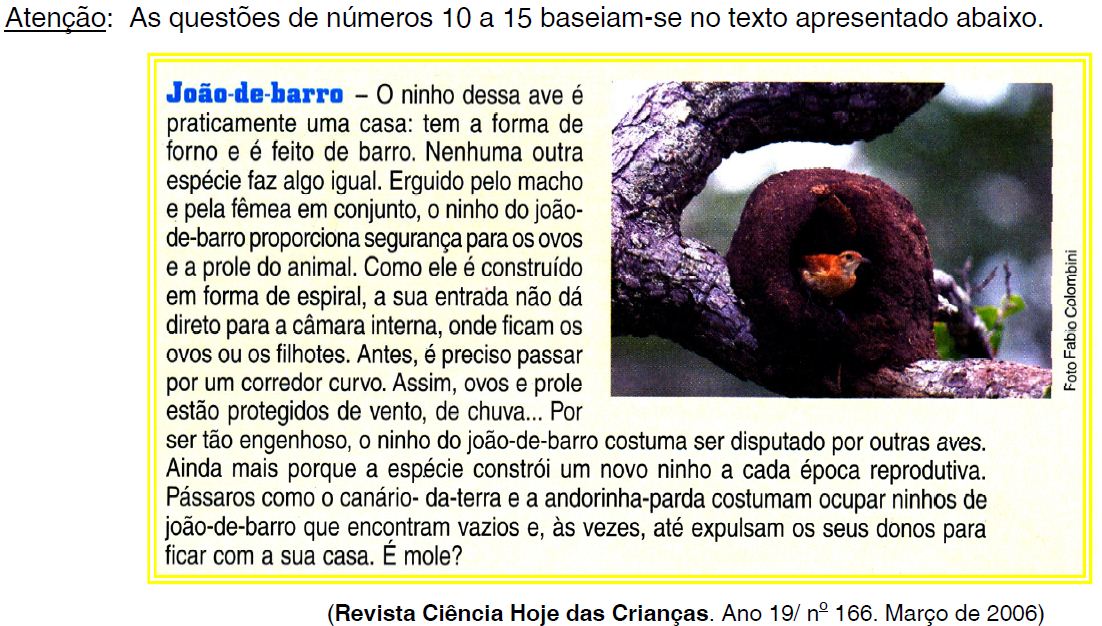 Atenção: As questões de números 10 a 15 baseiam-se no texto apresentado abaixo.
João-de-barro – O ninho dessa ave é
praticamente uma casa: tem a forma de
forno e é feito de barro. Nenhuma outra
espécie faz algo igual. Erguido pelo macho
e pela fêmea em conjunto, o ninho do joão-
de-barro proporciona segurança para os ovos
e a prole do animal. Como ele é construído
em forma de espiral, a sua entrada não dá
direto para a câmara interna, onde ficam os
ovos ou os filhotes. Antes, é preciso passar
por um corredor curvo. Assim, ovos e prole
estão protegidos de vento, de chuva... Por
ser tão engenhoso, o ninho do joão-de-barro costuma ser disputado por outras aves.
Ainda mais porque a espécie constrói um novo ninho a cada época reprodutiva.
Pássaros como o canário- da-terra e a andorinha-parda costumam ocupar ninhos de
joão-de-barro que encontram vazios e, às vezes, até expulsam os seus donos para
ficar com a sua casa. É mole?
Foto Fabio Colombini
(Revista Ciência Hoje das Crianças. Ano 19/ nº 166. Março de 2006)